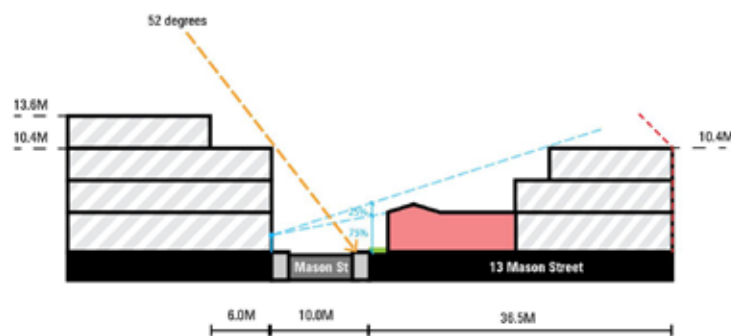 52 degrees
13.6M
10.4M
10.4M
25%
75%
Mason St
13 Mason Street
6.0M
10.0M
36.5M